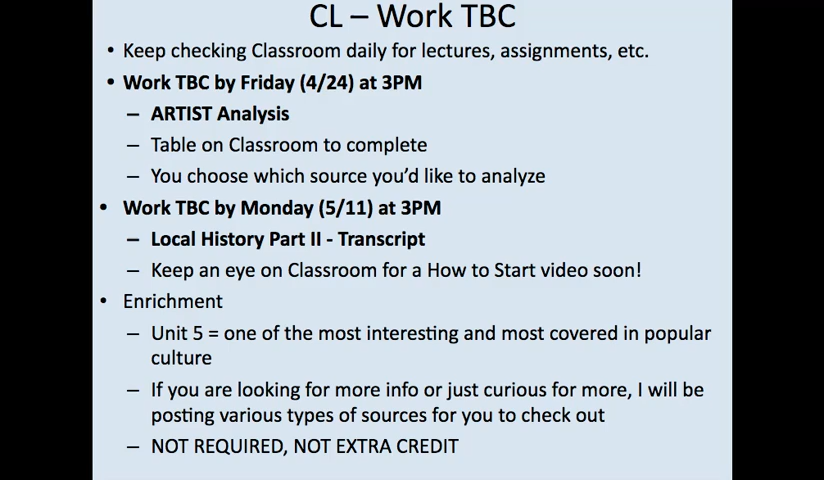 CL – Work TBC
• Keep checking Classroom daily for lectures, assignments, etc.
• Work TBC by Friday (4/24) at 3PM
– ARTIST Analysis
– Table on Classroom to complete
– You choose which source you'd like to analyze
• Work TBC by Monday (5/11) at 3PM
– Local History Part II - Transcript
– Keep an eye on Classroom for a How to Start video soon!
• Enrichment
– Unit 5 = one of the most interesting and most covered in popular
culture
– If you are looking for more info or just curious for more, I will be
posting various types of sources for you to check out
– NOT REQUIRED, NOT EXTRA CREDIT